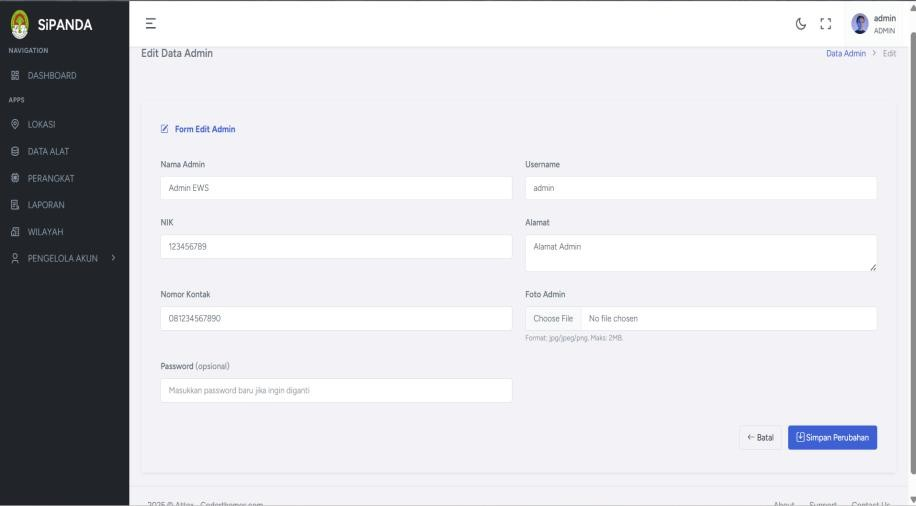 SiPANDA
admin
ADMIN
NAVIGATION
DASHBOARD
APPS
LOKASI
DATA ALAT
PERANGKAT
LAPORAN
WILAYAH
PENGELOLA AKUN
Edit Data Admin
Data Admin > Edit
Form Edit Admin
Nama Admin
Admin EWS
Username
admin
NIK
123456789
Alamat
Alamat Admin
Nomor Kontak
081234567890
Foto Admin
Choose File No file chosen
Format: jpg/jpeg/png. Maks: 2MB.
Password (opsional)
Masukkan password baru jika ingin diganti
← Batal
Simpan Perubahan
2025 © Attex - Coderthemes.com
About Support Contact Us